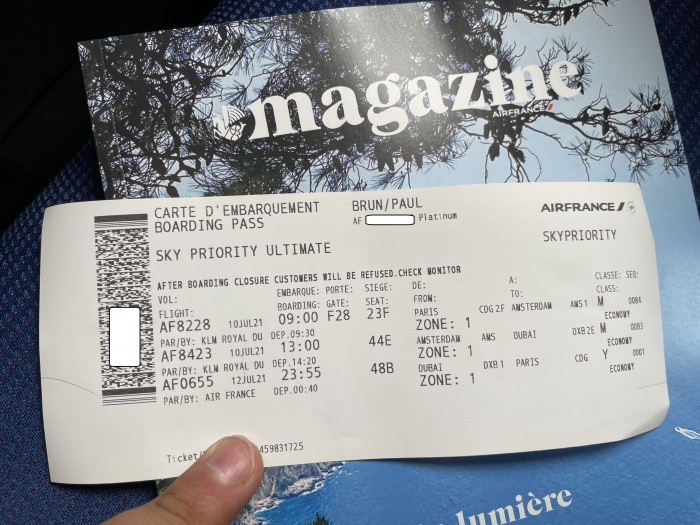 magazine
AIRFRANCE
CARTE D'EMBARQUEMENT
BOARDING PASS
BRUN/PAUL
AF Platinum
AIRFRANCE
SKY PRIORITY ULTIMATE
SKYPRIORITY
AFTER BOARDING CLOSURE CUSTOMERS WILL BE REFUSED.CHECK MONITOR
VOL: EMBARQUE: PORTE: SIEGE: DE: A: CLASSE: SEQ:
FLIGHT: BOARDING: GATE: SEAT: FROM: TO: CLASS:
AF8228 10JUL21 09:00 F28 23F PARIS CDG 2F AMSTERDAM AMS 1 M 0084
PAR/BY: KLM ROYAL DU DEP.09:30 ZONE: 1 ECONOMY
AF8423 10JUL21 13:00 44E AMSTERDAM AMS DUBAI DXB 2E M 0083
PAR/BY: KLM ROYAL DU DEP.14:20 ZONE: 1 ECONOMY
AF0655 12JUL21 23:55 48B DUBAI DXB 1 PARIS CDG Y 0001
PAR/BY: AIR FRANCE DEP.00:40 ZONE: 1 ECONOMY
Ticket/ 459831725
lumière